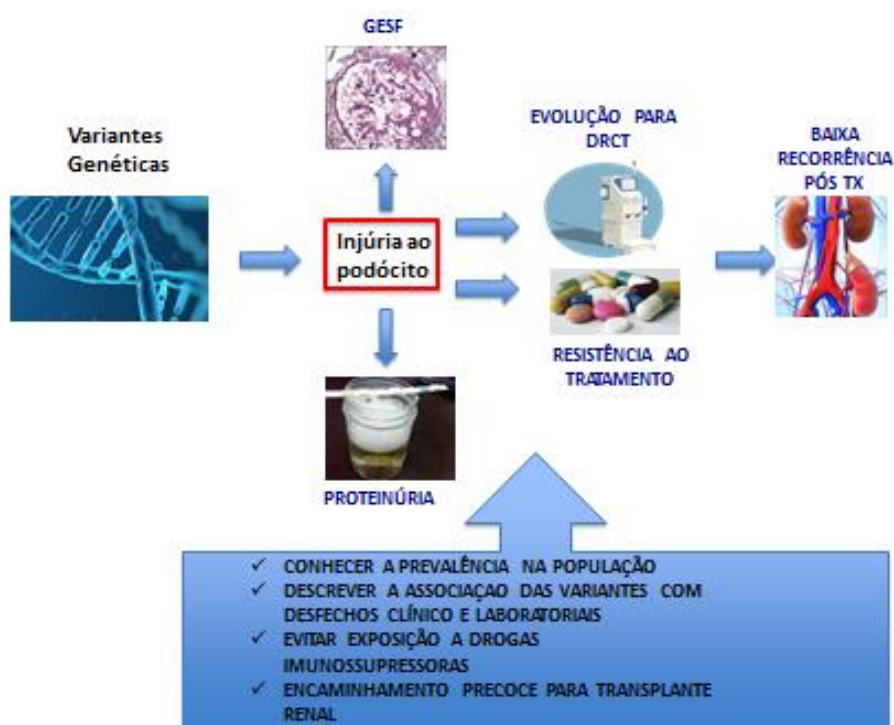 GESF
Variantes
Genéticas
Injúria ao
podócito
EVOLUÇÃO PARA
DRCT
BAIXA
RECORRÊNCIA
PÓS TX
RESISTÊNCIA AO
TRATAMENTO
PROTEINÚRIA
✓ CONHECER A PREVALÊNCIA NA POPULAÇÃO
✓ DESCREVER A ASSOCIAÇAO DAS VARIANTES COM
DESFECHOS CLÍNICO E LABORATORIAIS
✓ EVITAR EXPOSIÇÃO A DROGAS
IMUNOSSUPRESSORAS
✓ ENCAMINHAMENTO PRECOCE PARA TRANSPLANTE
RENAL